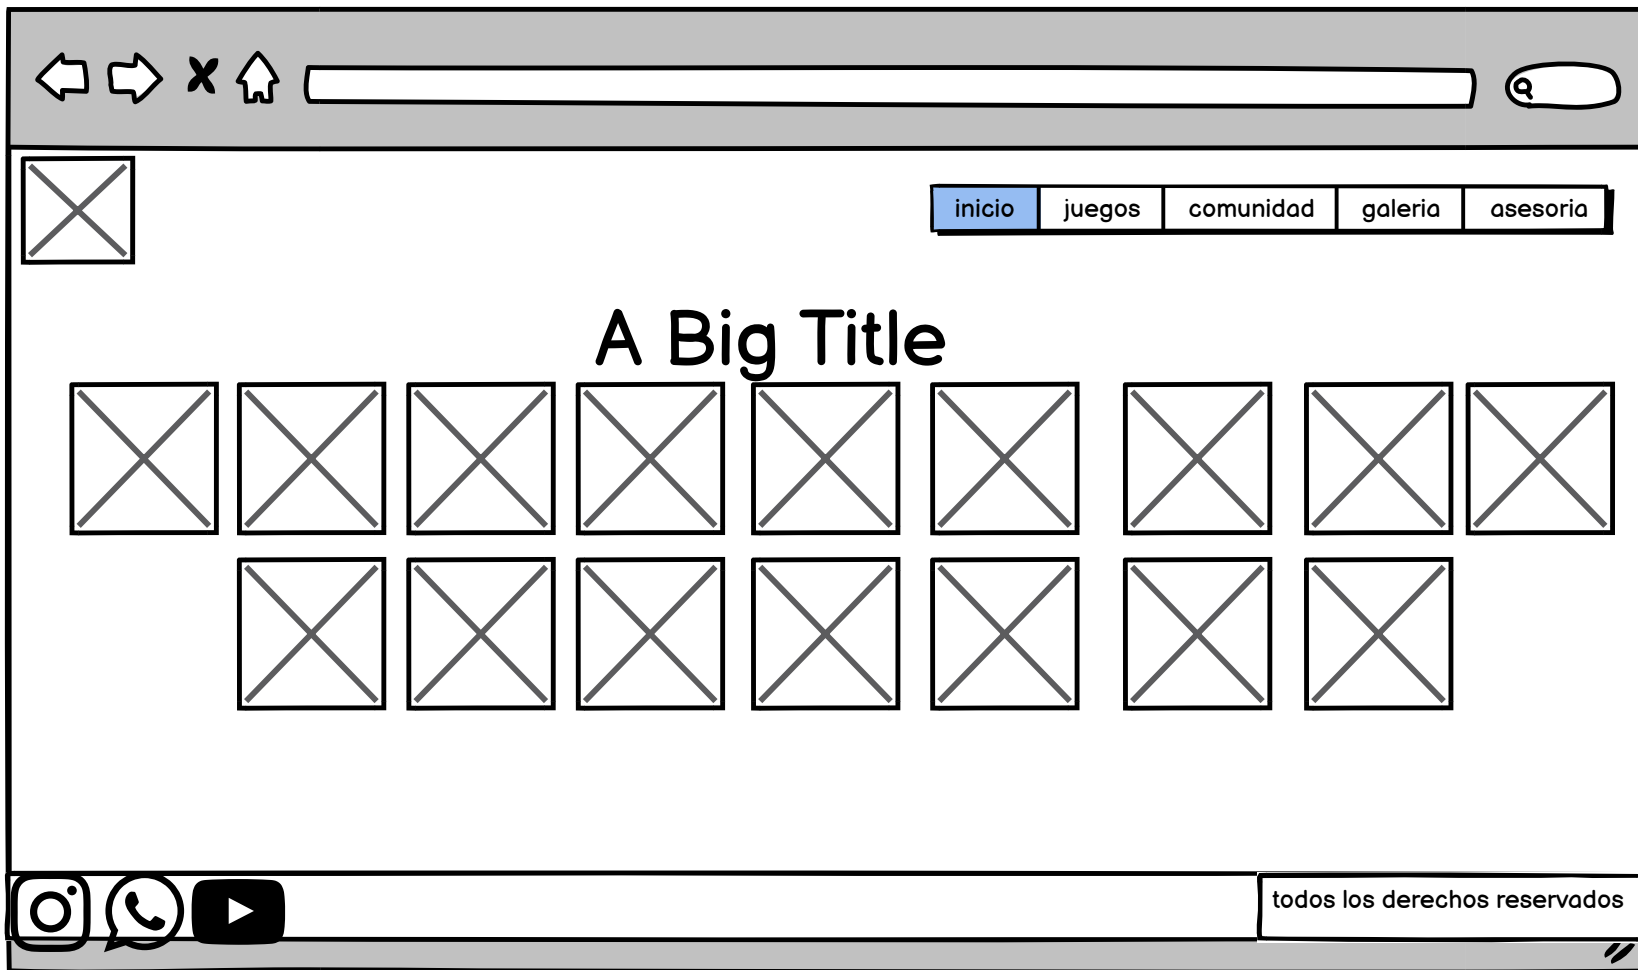 inicio juegos comunidad galeria asesoria
A Big Title
todos los derechos reservados